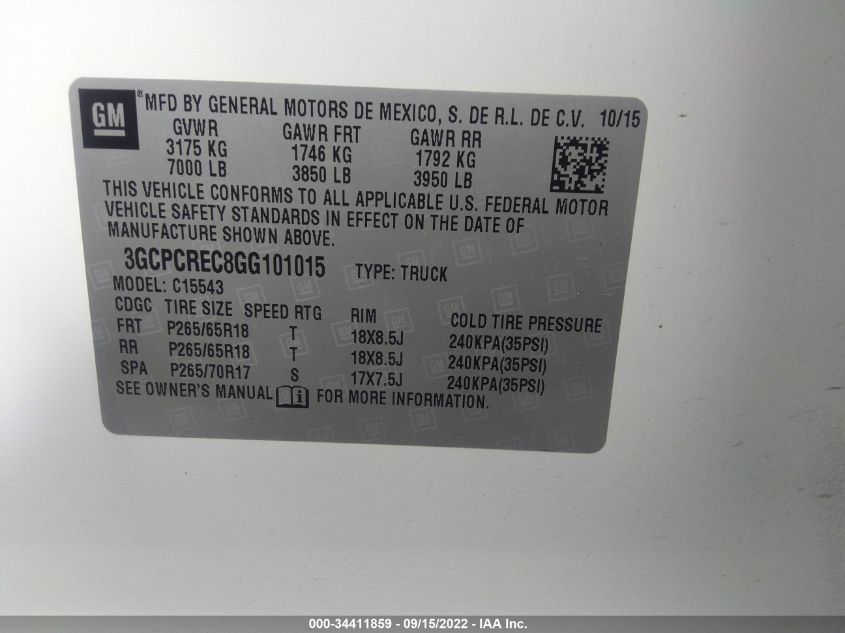 GM ® MFD BY GENERAL MOTORS DE MEXICO, S. DE R.L. DE C.V. 10/15
GVWR GAWR FRT GAWR RR
3175 KG 1746 KG 1792 KG
7000 LB 3850 LB 3950 LB
THIS VEHICLE CONFORMS TO ALL APPLICABLE U.S. FEDERAL MOTOR
VEHICLE SAFETY STANDARDS IN EFFECT ON THE DATE OF
MANUFACTURE SHOWN ABOVE.
3GCPCREC8GG101015 TYPE: TRUCK
MODEL: C15543
CDGC TIRE SIZE SPEED RTG RIM COLD TIRE PRESSURE
FRT P265/65R18 T 18X8.5J 240KPA(35PSI)
RR P265/65R18 T 18X8.5J 240KPA(35PSI)
SPA P265/70R17 S 17X7.5J 240KPA(35PSI)
SEE OWNER'S MANUAL FOR MORE INFORMATION.
000-34411859 - 09/15/2022 - IAA Inc.